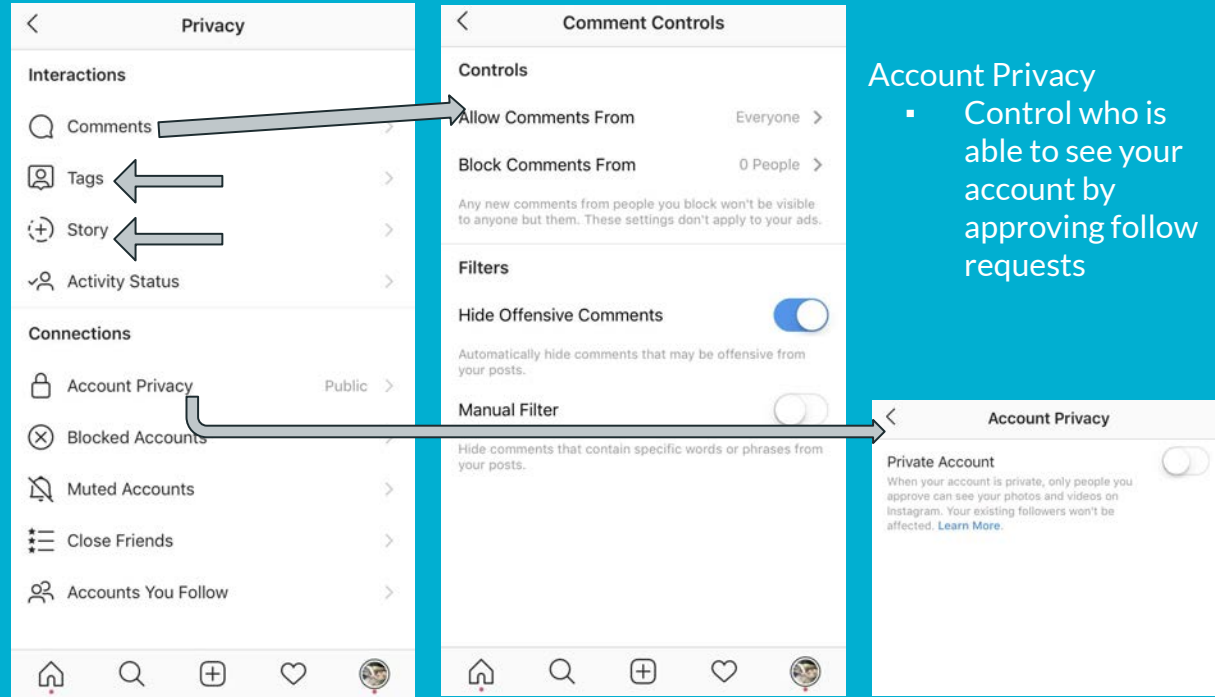 Privacy
Interactions
Comments
Tags
Story
Activity Status
Connections
Account Privacy Public
Blocked Accounts
Muted Accounts
Close Friends
Accounts You Follow
Comment Controls
Controls
Allow Comments From Everyone
Block Comments From 0 People
Any new comments from people you block won't be visible
to anyone but them. These settings don't apply to your ads.
Filters
Hide Offensive Comments
Automatically hide comments that may be offensive from
your posts.
Manual Filter
Hide comments that contain specific words or phrases from
your posts.
Account Privacy
▪ Control who is
able to see your
account by
approving follow
requests
Account Privacy
Private Account
When your account is private, only people you
approve can see your photos and videos on
Instagram. Your existing followers won't be
affected. Learn More.